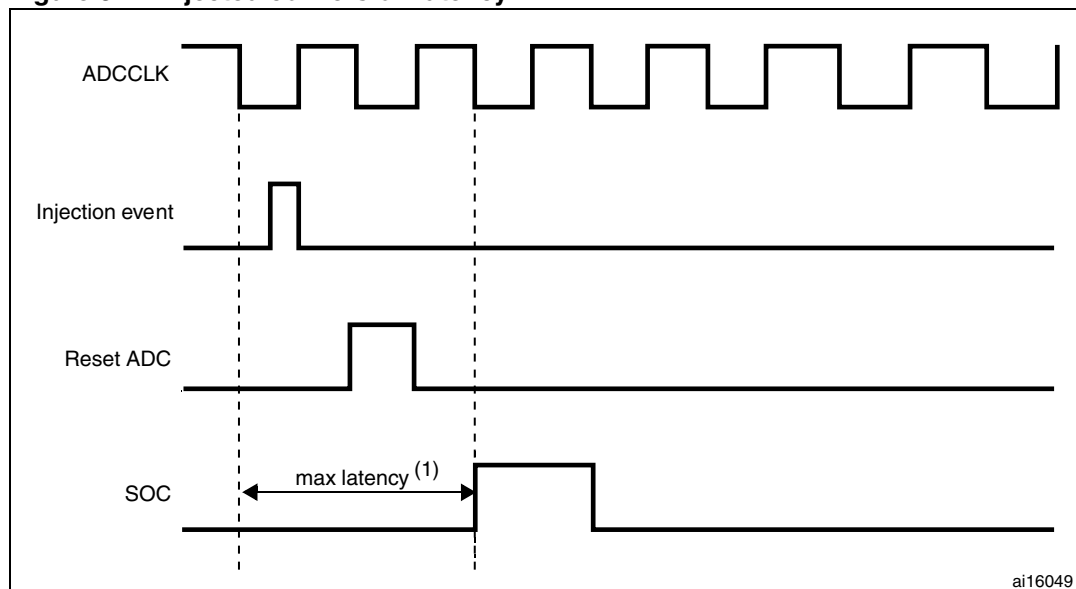 ADCCLK
Injection event
Reset ADC
max latency (1)
SOC
ai16049